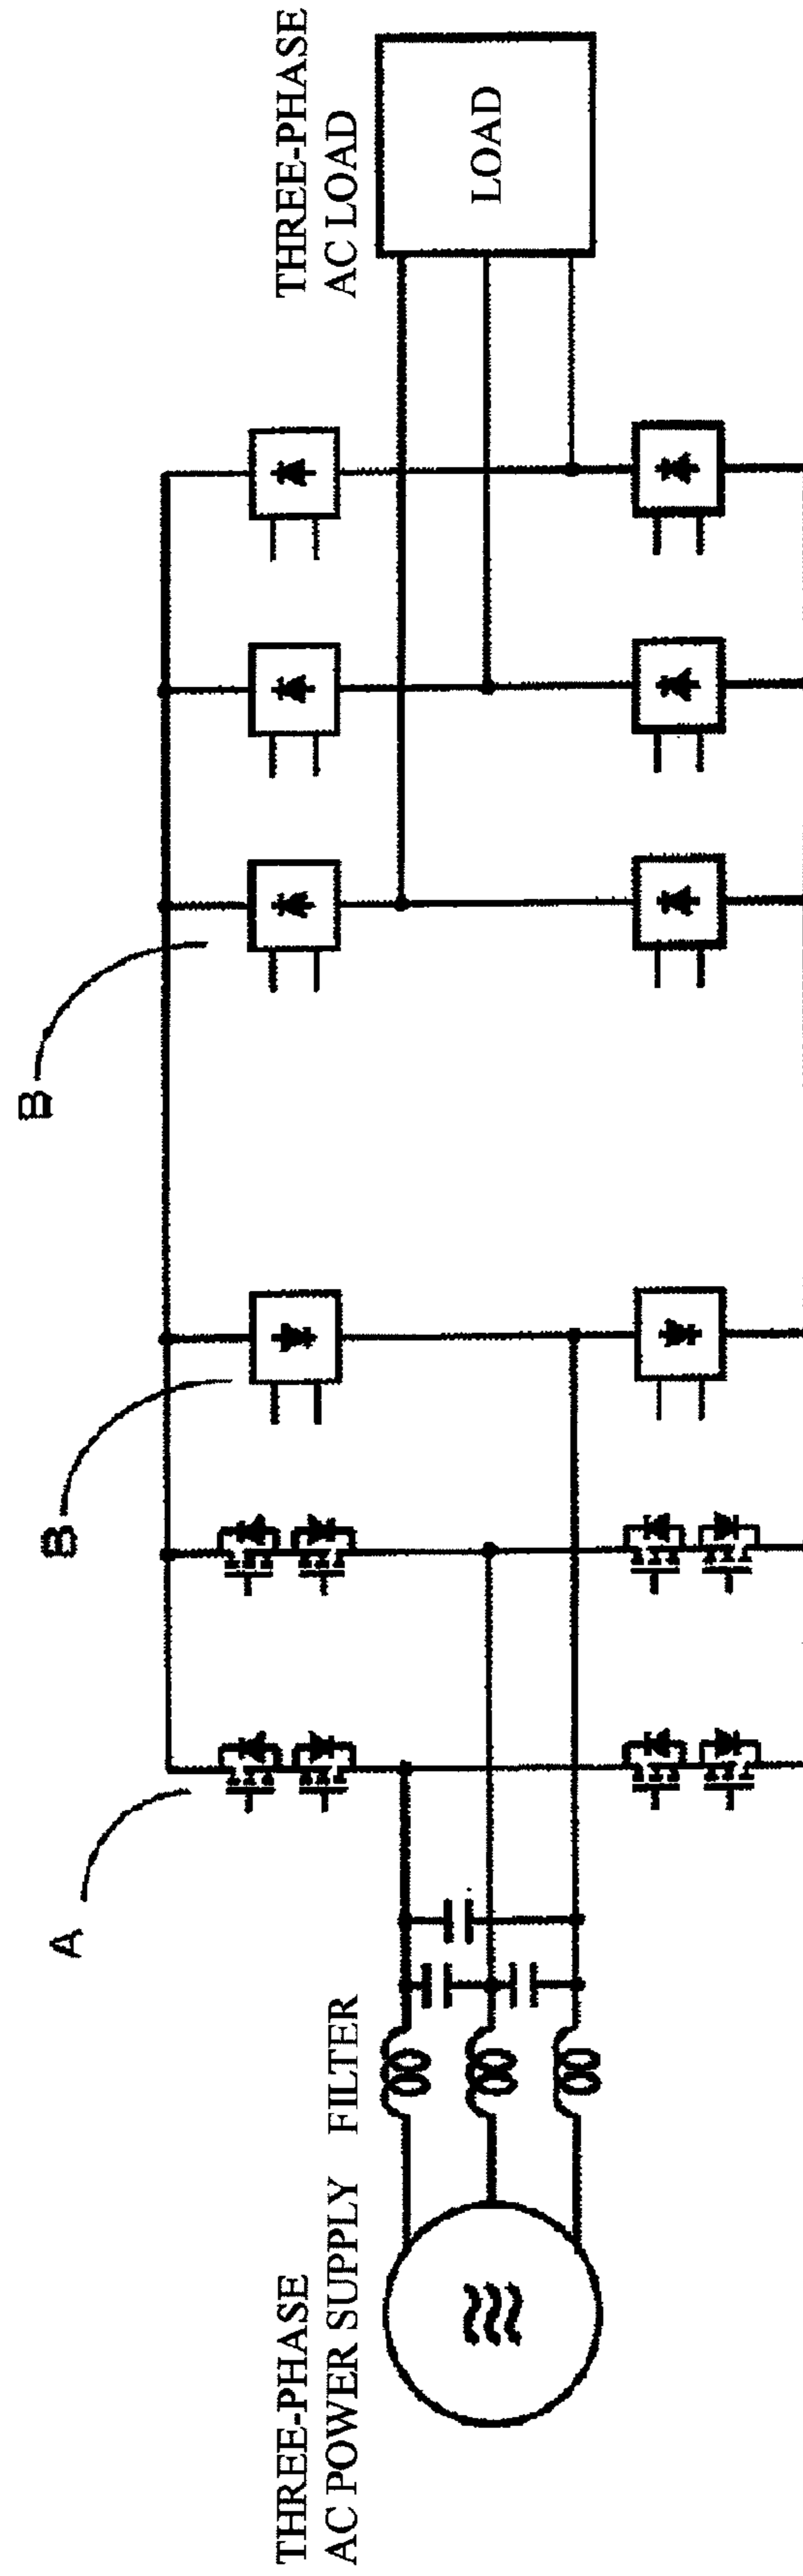 THREE-PHASE
AC POWER SUPPLY
FILTER
A
B
B
THREE-PHASE
AC LOAD
LOAD